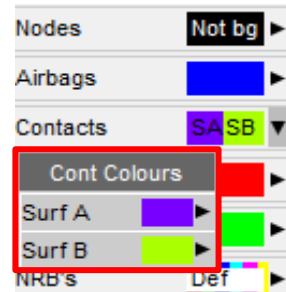 Nodes Not bg
Airbags
Contacts SA SB
Cont Colours
Surf A
Surf B
NRB's Def